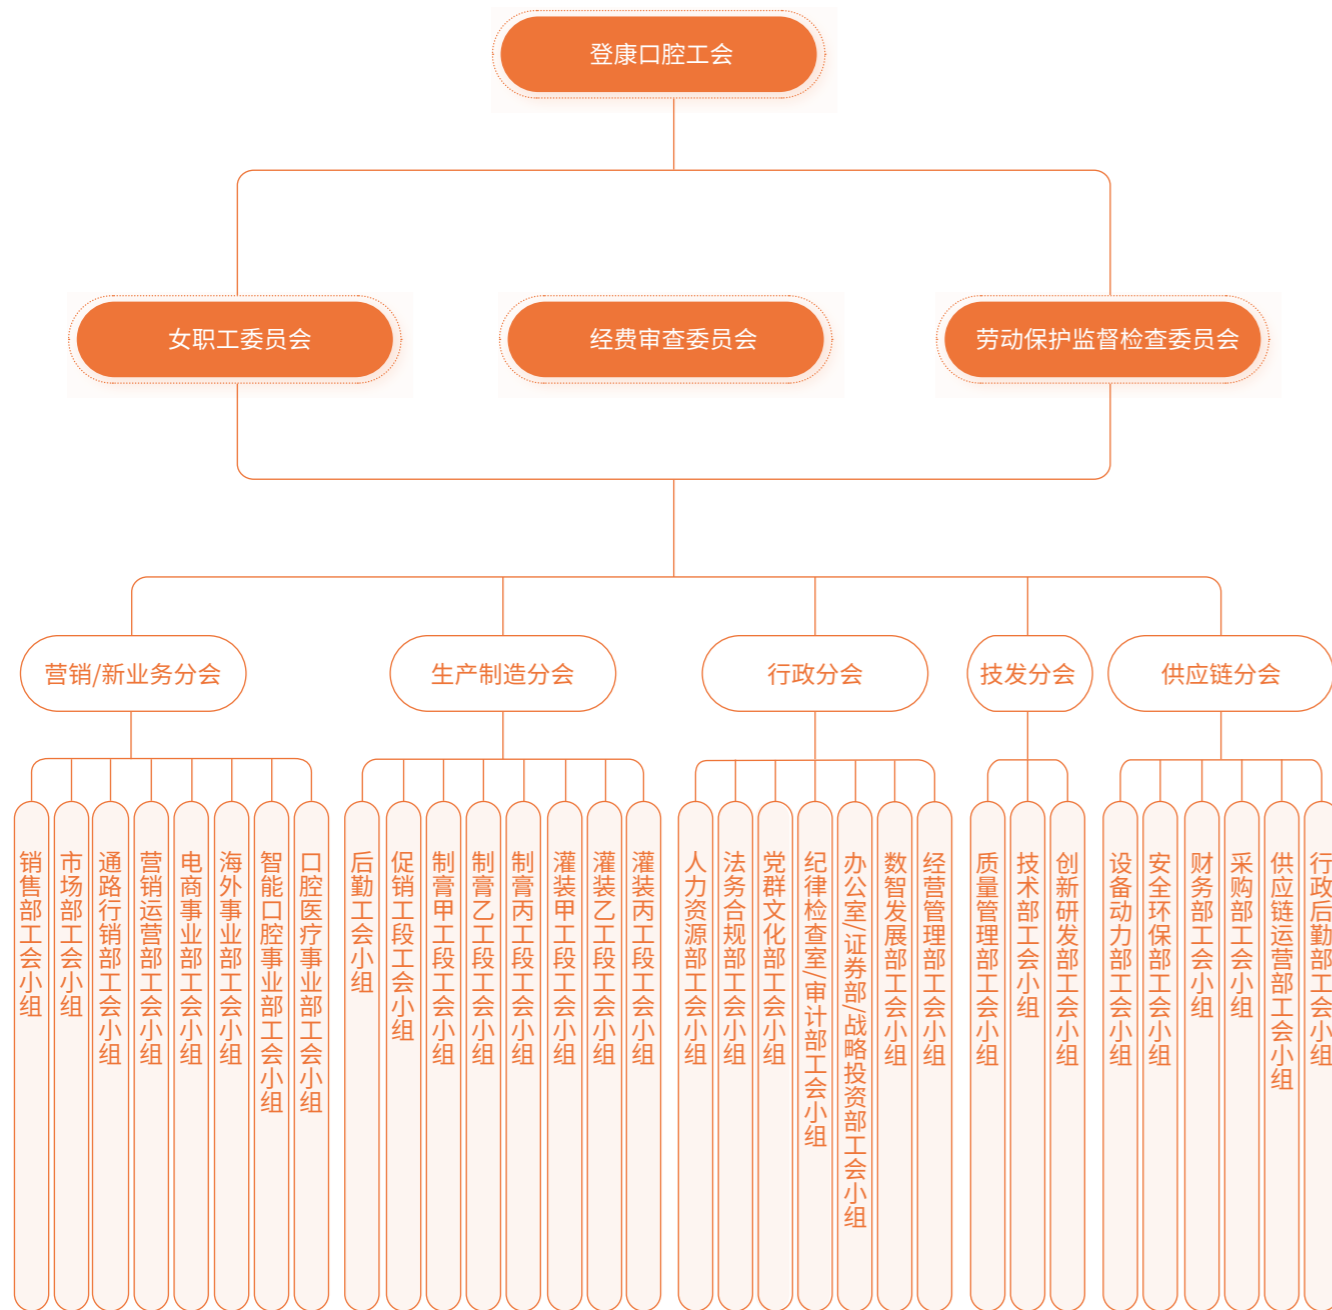 登康口腔工会
女职工委员会
经费审查委员会
劳动保护监督检查委员会
营销/新业务分会
生产制造分会
行政分会
技发分会
供应链分会
销售部工会小组
市场部工会小组
通路行销部工会小组
营销运营部工会小组
电商事业部工会小组
海外事业部工会小组
智能口腔事业部工会小组
口腔医疗事业部工会小组
后勤工会小组
促销工段工会小组
制膏甲工段工会小组
制膏乙工段工会小组
制膏丙工段工会小组
灌装甲工段工会小组
灌装乙工段工会小组
灌装丙工段工会小组
人力资源部工会小组
法务合规部工会小组
党群文化部工会小组
纪律检查室/审计部工会小组
办公室/证券部/战略投资部工会小组
数智发展部工会小组
经营管理部工会小组
质量管理部工会小组
技术部工会小组
创新研发部工会小组
设备动力部工会小组
安全环保部工会小组
财务部工会小组
采购部工会小组
供应链运营部工会小组
行政后勤部工会小组